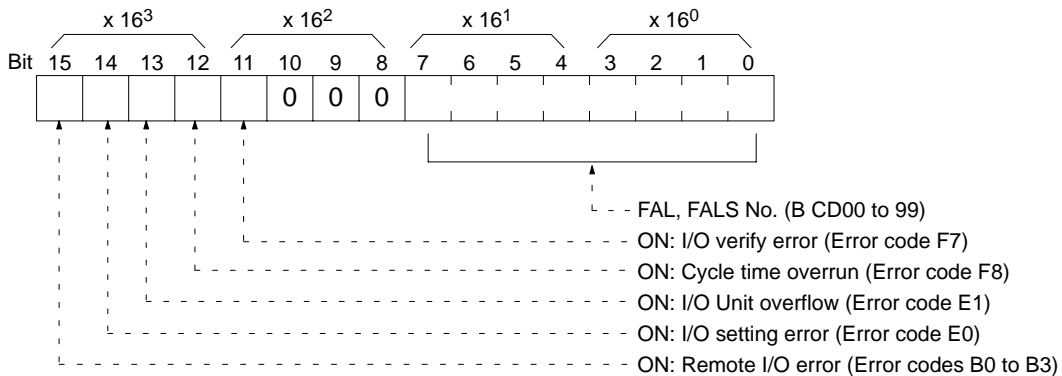 x 16³ x 16² x 16¹ x 16⁰
Bit 15 14 13 12 11 10 9 8 7 6 5 4 3 2 1 0
0 0 0
FAL, FALS No. (B CD00 to 99)
ON: I/O verify error (Error code F7)
ON: Cycle time overrun (Error code F8)
ON: I/O Unit overflow (Error code E1)
ON: I/O setting error (Error code E0)
ON: Remote I/O error (Error codes B0 to B3)